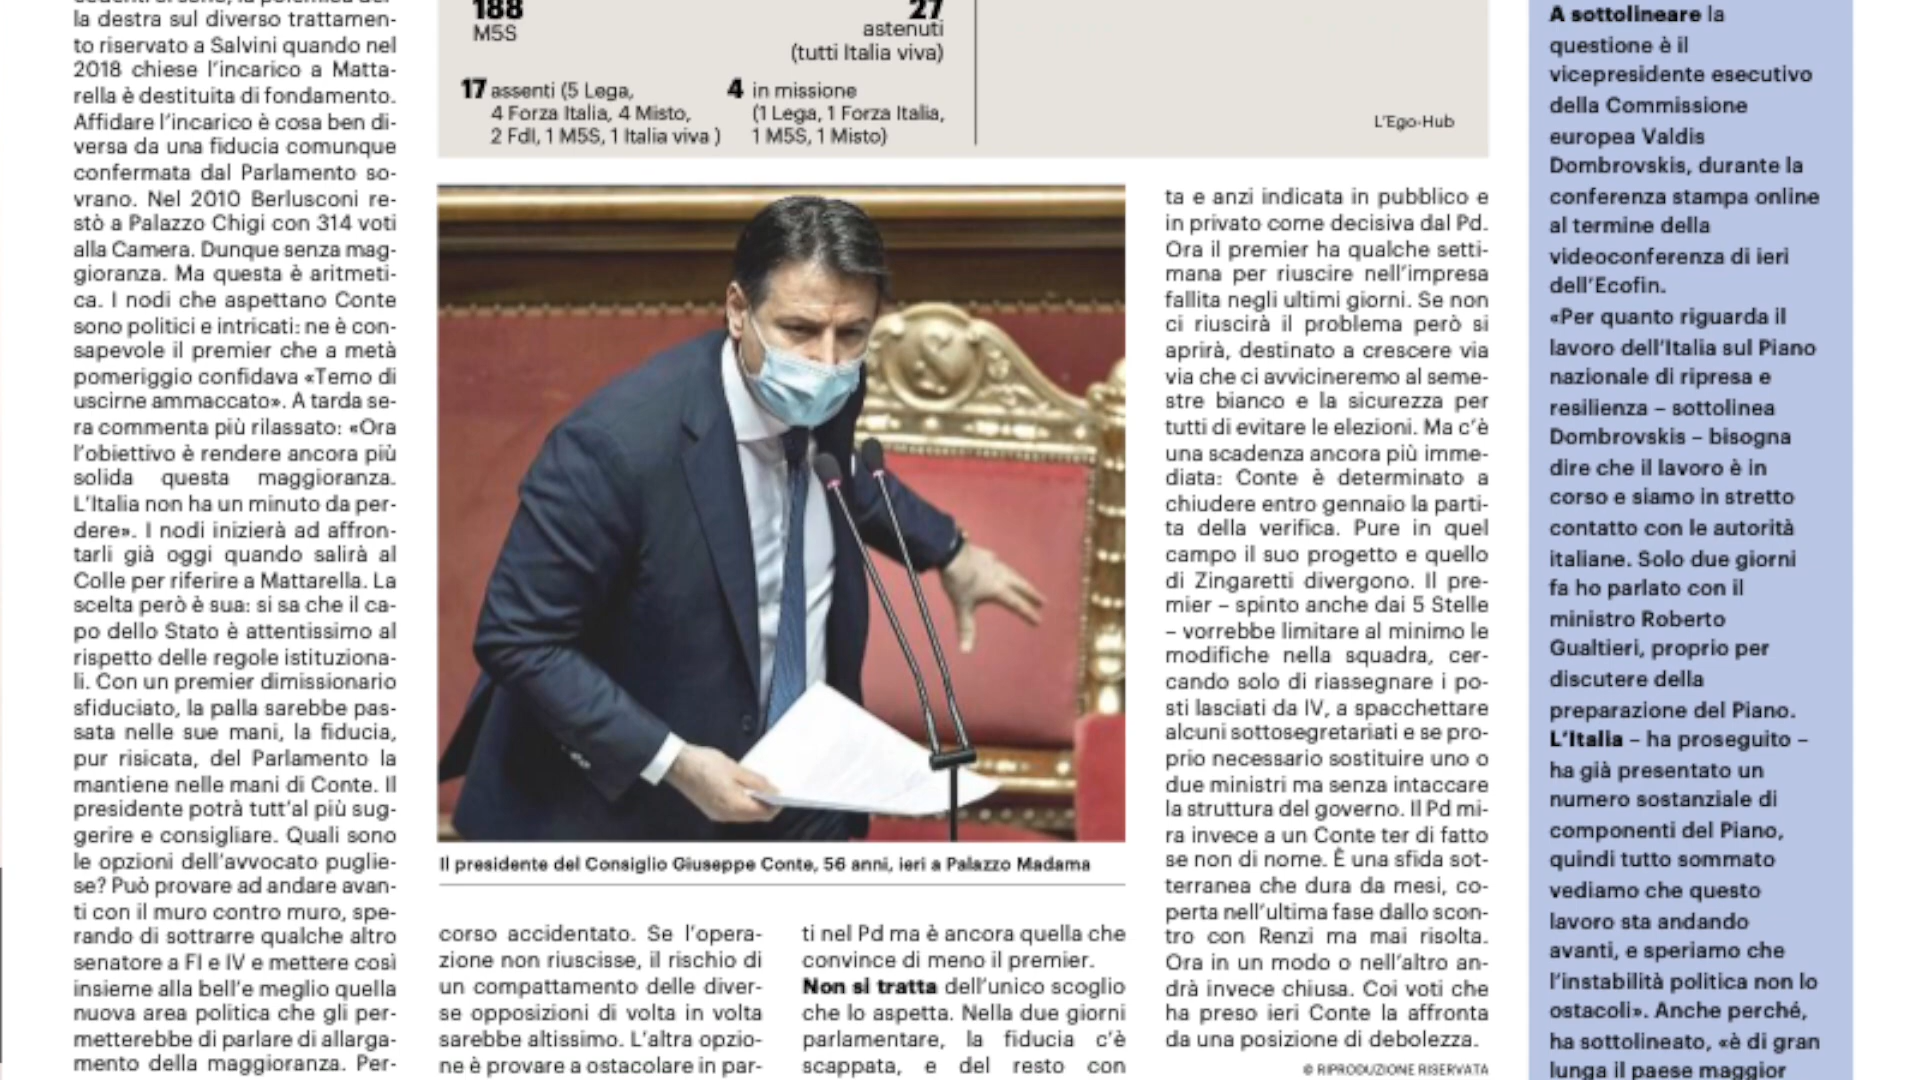 la destra sul diverso trattamen-
to riservato a Salvini quando nel
2018 chiese l'incarico a Matta-
rella è destituita di fondamento.
Affidare l'incarico è cosa ben di-
versa da una fiducia comunque
confermata dal Parlamento so-
vrano. Nel 2010 Berlusconi re-
stò a Palazzo Chigi con 314 voti
alla Camera. Dunque senza mag-
gioranza. Ma questa è aritmeti-
ca. I nodi che aspettano Conte
sono politici e intricati: ne è con-
sapevole il premier che a metà
pomeriggio confidava «Temo di
uscirne ammaccato». A tarda se-
ra commenta più rilassato: «Ora
l'obiettivo è rendere ancora più
solida questa maggioranza.
L'Italia non ha un minuto da per-
dere». I nodi inizierà ad affron-
tarli già oggi quando salirà al
Colle per riferire a Mattarella. La
scelta però è sua: si sa che il ca-
po dello Stato è attentissimo al
rispetto delle regole istituziona-
li. Con un premier dimissionario
sfiduciato, la palla sarebbe pas-
sata nelle sue mani, la fiducia,
pur risicata, del Parlamento la
mantiene nelle mani di Conte. Il
presidente potrà tutt'al più sug-
gerire e consigliare. Quali sono
le opzioni dell'avvocato puglie-
se? Può provare ad andare avan-
ti con il muro contro muro, spe-
rando di sottrarre qualche altro
senatore a FI e IV e mettere così
insieme alla bell'e meglio quella
nuova area politica che gli per-
metterebbe di parlare di allarga-
mento della maggioranza. Per-
188
M5S
27
astenuti
(tutti Italia viva)
17 assenti (5 Lega,
4 Forza Italia, 4 Misto,
2 FdI, 1 M5S, 1 Italia viva )
4 in missione
(1 Lega, 1 Forza Italia,
1 M5S, 1 Misto)
L'Ego-Hub
Il presidente del Consiglio Giuseppe Conte, 56 anni, ieri a Palazzo Madama
corso accidentato. Se l'opera-
zione non riuscisse, il rischio di
un compattamento delle diver-
se opposizioni di volta in volta
sarebbe altissimo. L'altra opzio-
ne è provare a ostacolare in par-
ti nel Pd ma è ancora quella che
convince di meno il premier.
Non si tratta dell'unico scoglio
che lo aspetta. Nella due giorni
parlamentare, la fiducia c'è
scappata, e del resto con
ta e anzi indicata in pubblico e
in privato come decisiva dal Pd.
Ora il premier ha qualche setti-
mana per riuscire nell'impresa
fallita negli ultimi giorni. Se non
ci riuscirà il problema però si
aprirà, destinato a crescere via
via che ci avvicineremo al seme-
stre bianco e la sicurezza per
tutti di evitare le elezioni. Ma c'è
una scadenza ancora più imme-
diata: Conte è determinato a
chiudere entro gennaio la parti-
ta della verifica. Pure in quel
campo il suo progetto e quello
di Zingaretti divergono. Il pre-
mier – spinto anche dai 5 Stelle
– vorrebbe limitare al minimo le
modifiche nella squadra, cer-
cando solo di riassegnare i po-
sti lasciati da IV, a spacchettare
alcuni sottosegretariati e se pro-
prio necessario sostituire uno o
due ministri ma senza intaccare
la struttura del governo. Il Pd mi-
ra invece a un Conte ter di fatto
se non di nome. È una sfida sot-
terranea che dura da mesi, co-
perta nell'ultima fase dallo scon-
tro con Renzi ma mai risolta.
Ora in un modo o nell'altro an-
drà invece chiusa. Coi voti che
ha preso ieri Conte la affronta
da una posizione di debolezza.
© RIPRODUZIONE RISERVATA
A sottolineare la
questione è il
vicepresidente esecutivo
della Commissione
europea Valdis
Dombrovskis, durante la
conferenza stampa online
al termine della
videoconferenza di ieri
dell'Ecofin.
«Per quanto riguarda il
lavoro dell'Italia sul Piano
nazionale di ripresa e
resilienza – sottolinea
Dombrovskis – bisogna
dire che il lavoro è in
corso e siamo in stretto
contatto con le autorità
italiane. Solo due giorni
fa ho parlato con il
ministro Roberto
Gualtieri, proprio per
discutere della
preparazione del Piano.
L'Italia – ha proseguito –
ha già presentato un
numero sostanziale di
componenti del Piano,
quindi tutto sommato
vediamo che questo
lavoro sta andando
avanti, e speriamo che
l'instabilità politica non lo
ostacoli». Anche perché,
ha sottolineato, «è di gran
lunga il paese maggior